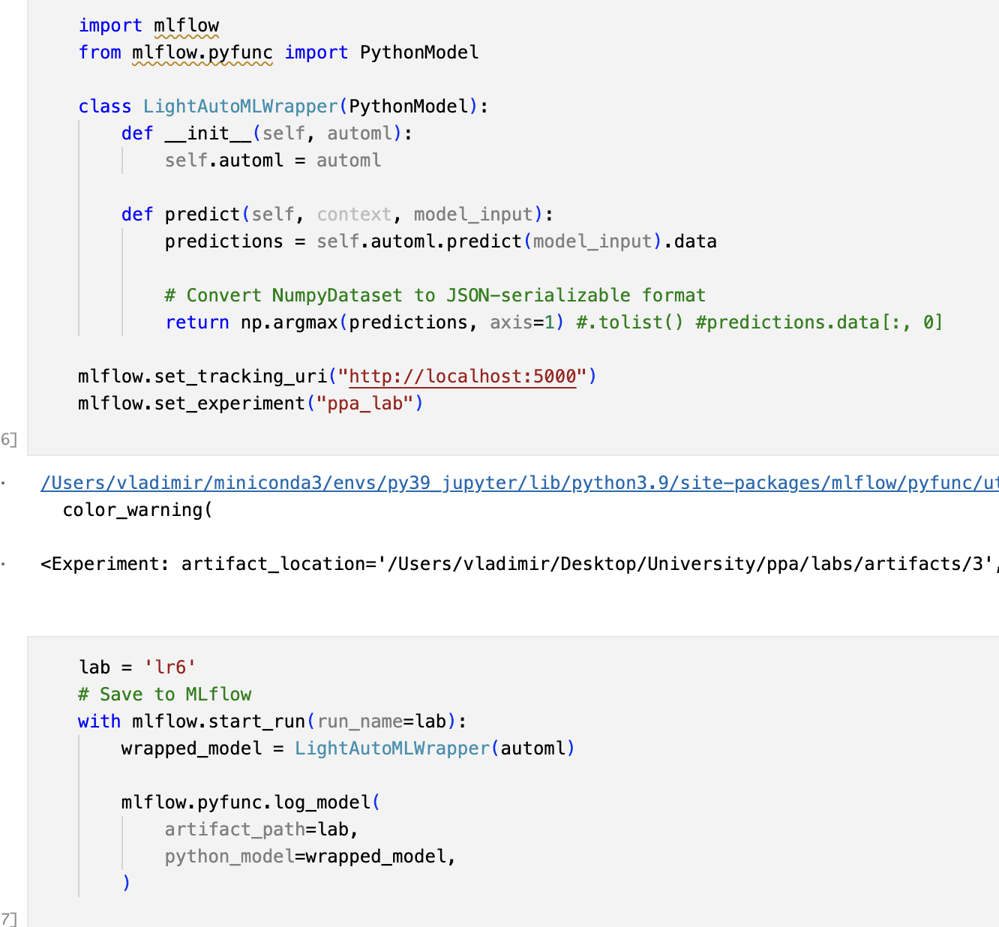 import mlflow
from mlflow.pyfunc import PythonModel
class LightAutoMLWrapper(PythonModel):
def __init__(self, automl):
self.automl = automl
def predict(self, context, model_input):
predictions = self.automl.predict(model_input).data
# Convert NumpyDataset to JSON-serializable format
return np.argmax(predictions, axis=1) #.tolist() #predictions.data[:, 0]
mlflow.set_tracking_uri("http://localhost:5000")
mlflow.set_experiment("ppa_lab")
6]
/Users/vladimir/miniconda3/envs/py39_jupyter/lib/python3.9/site-packages/mlflow/pyfunc/ut
color_warning(
<Experiment: artifact_location='/Users/vladimir/Desktop/University/ppa/labs/artifacts/3',
lab = 'lr6'
# Save to MLflow
with mlflow.start_run(run_name=lab):
wrapped_model = LightAutoMLWrapper(automl)
mlflow.pyfunc.log_model(
artifact_path=lab,
python_model=wrapped_model,
)
7]